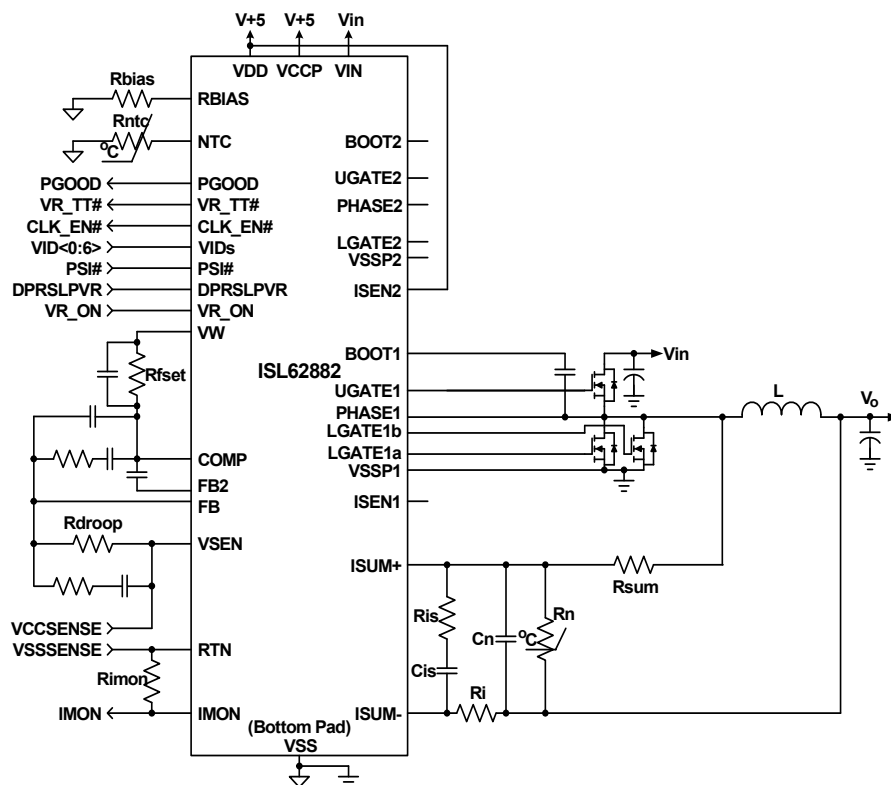 V+5 V+5 Vin
VDD VCCP VIN
Rbias
RBIAS
Rntc
°C
NTC
BOOT2
PGOOD PGOOD
UGATE2
VR_TT# VR_TT#
PHASE2
CLK_EN# CLK_EN#
VID<0:6> VIDs
LGATE2
VSSP2
PSI# PSI#
DPRSLPVR DPRSLPVR
ISEN2
VR_ON VR_ON
VW
BOOT1
Vin
Rfset
ISL62882
UGATE1
L
Vo
PHASE1
LGATE1b
LGATE1a
COMP
VSSP1
FB2
FB
ISEN1
Rdroop
VSEN
ISUM+
Rsum
Ris
Cn
°C
Rn
VCCSENSE
VSSSENSE RTN
Rimon
Cis
Ri
IMON IMON
ISUM-
(Bottom Pad)
VSS